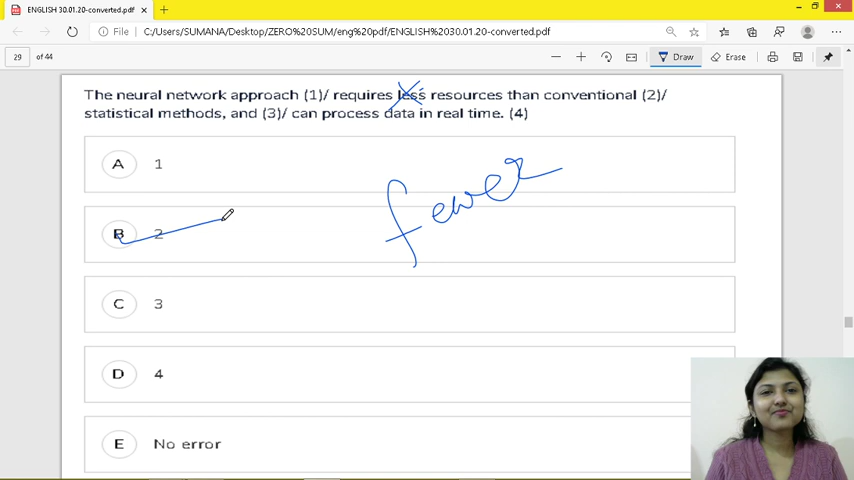 ENGLISH 30.01.20-converted.pdf
File
C:/Users/SUMANA/Desktop/ZERO%20SUM/eng%20pdf/ENGLISH%2030.01.20-converted.pdf
29 of 44
Draw
Erase
The neural network approach (1)/ requires less resources than conventional (2)/
statistical methods, and (3)/ can process data in real time. (4)
fewer
A 1
B 2
C 3
D 4
E No error